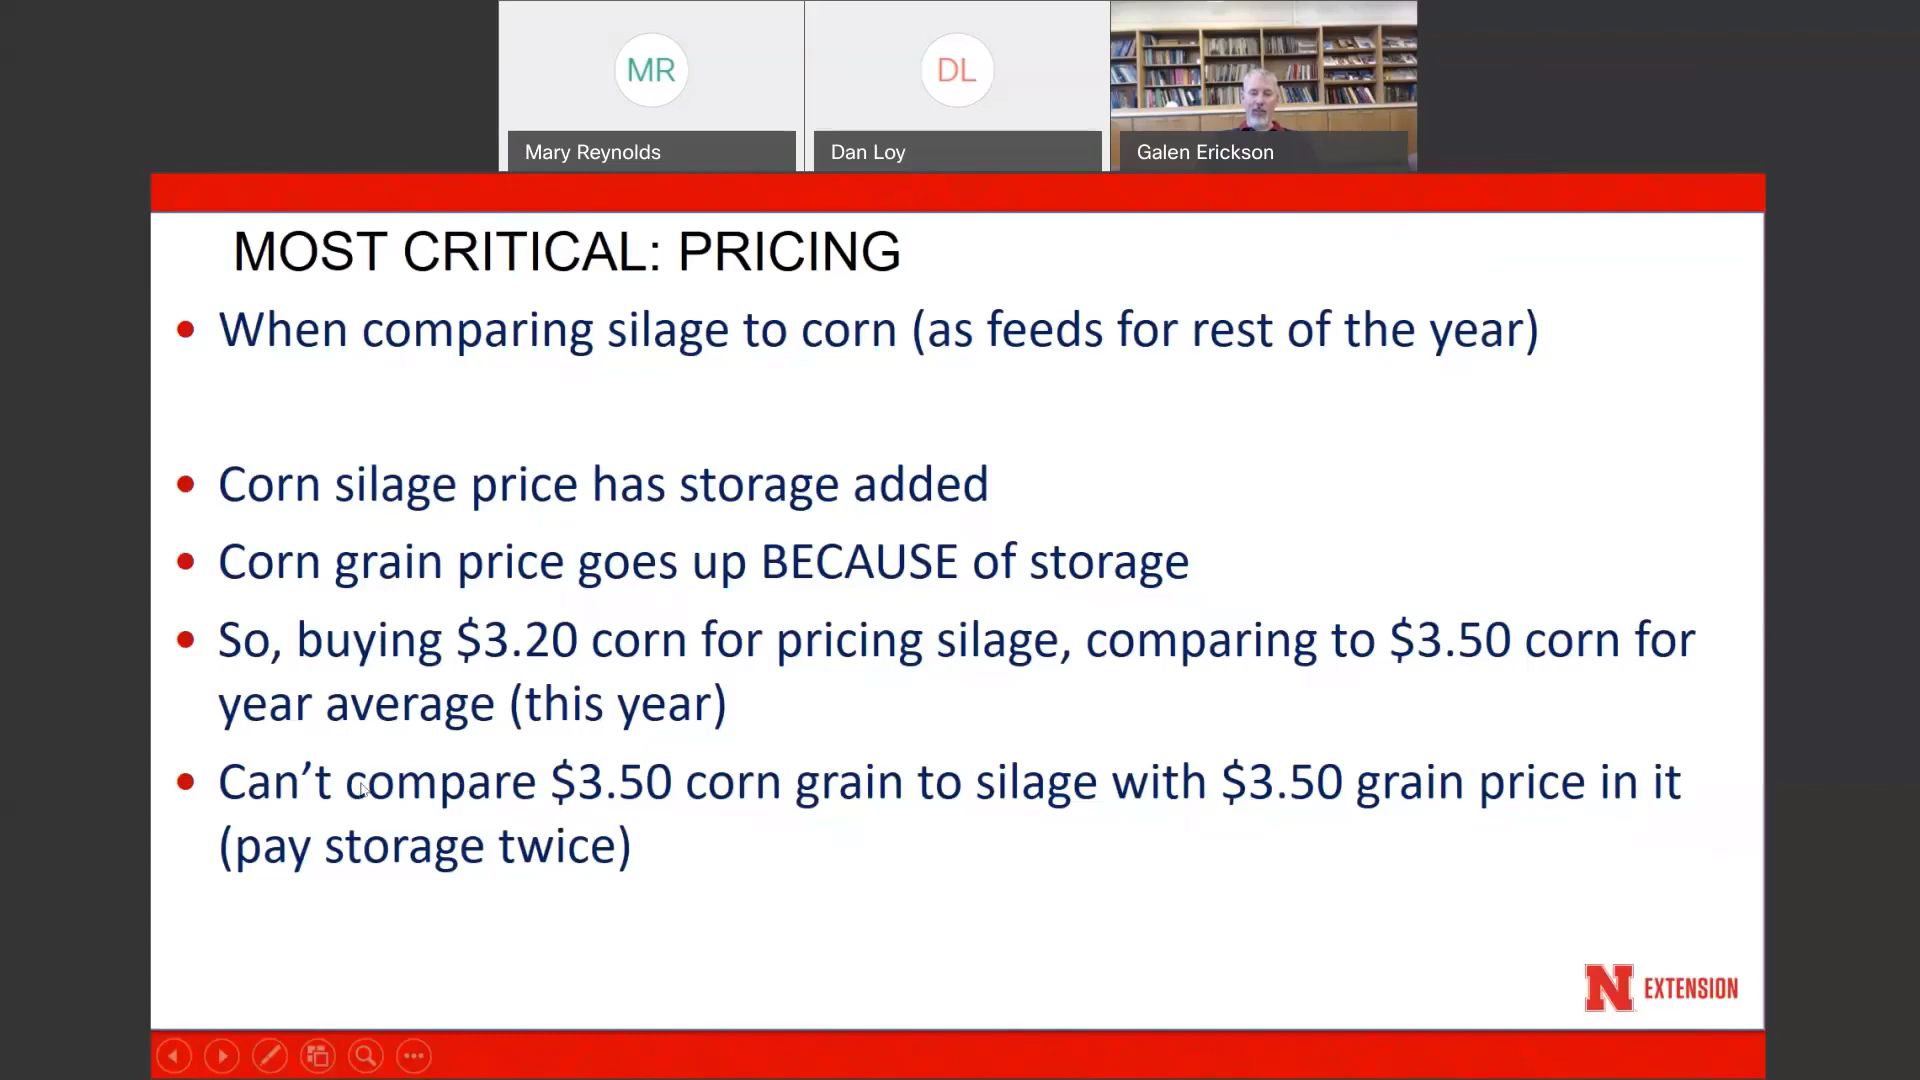 MR
DL
Mary Reynolds
Dan Loy
Galen Erickson
MOST CRITICAL: PRICING
• When comparing silage to corn (as feeds for rest of the year)
• Corn silage price has storage added
• Corn grain price goes up BECAUSE of storage
• So, buying $3.20 corn for pricing silage, comparing to $3.50 corn for
year average (this year)
• Can’t compare $3.50 corn grain to silage with $3.50 grain price in it
(pay storage twice)
N EXTENSION